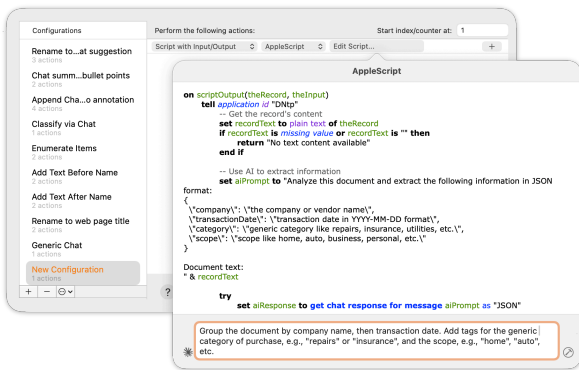 Configurations
Perform the following actions:
Start index/counter at: 1
Script with Input/Output
AppleScript
Edit Script...
+
Rename to...at suggestion
3 actions
Chat summ...bullet points
2 actions
Append Cha...o annotation
4 actions
Classify via Chat
1 actions
Enumerate Items
2 actions
Add Text Before Name
2 actions
Add Text After Name
2 actions
Rename to web page title
2 actions
Generic Chat
1 actions
New Configuration
1 actions
+ −
?
AppleScript
on scriptOutput(theRecord, theInput)
tell application id "DNtp"
-- Get the record's content
set recordText to plain text of theRecord
if recordText is missing value or recordText is "" then
return "No text content available"
end if
-- Use AI to extract information
set aiPrompt to "Analyze this document and extract the following information in JSON
format:
{
\"company\": \"the company or vendor name\",
\"transactionDate\": \"transaction date in YYYY-MM-DD format\",
\"category\": \"generic category like repairs, insurance, utilities, etc.\",
\"scope\": \"scope like home, auto, business, personal, etc.\"
}
Document text:
" & recordText
try
set aiResponse to get chat response for message aiPrompt as "JSON"
Group the document by company name, then transaction date. Add tags for the generic
category of purchase, e.g., "repairs" or "insurance", and the scope, e.g., "home", "auto",
etc.